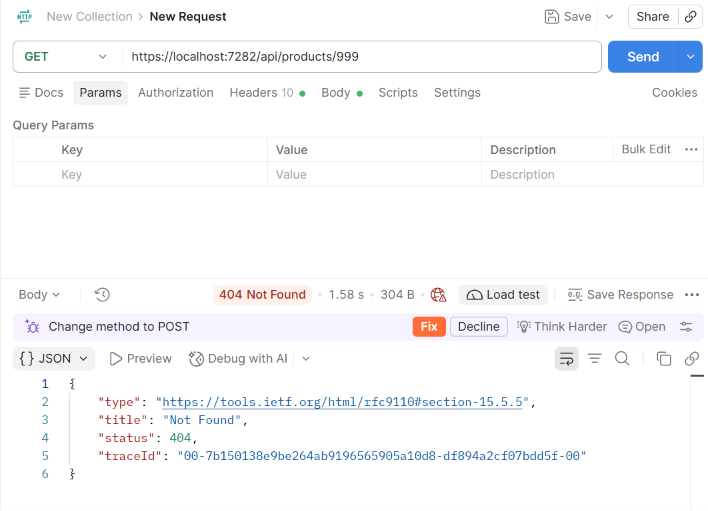 HTTP New Collection > New Request Save Share
GET https://localhost:7282/api/products/999 Send
Docs Params Authorization Headers 10 Body Scripts Settings Cookies
Query Params
Key Value Description Bulk Edit
Key Value Description
Body 404 Not Found 1.58 s 304 B Load test e.g. Save Response
Change method to POST Fix Decline Think Harder Open
{} JSON Preview Debug with AI
1 {
2 "type": "https://tools.ietf.org/html/rfc9110#section-15.5.5",
3 "title": "Not Found",
4 "status": 404,
5 "traceId": "00-7b150138e9be264ab9196565905a10d8-df894a2cf07bdd5f-00"
6 }